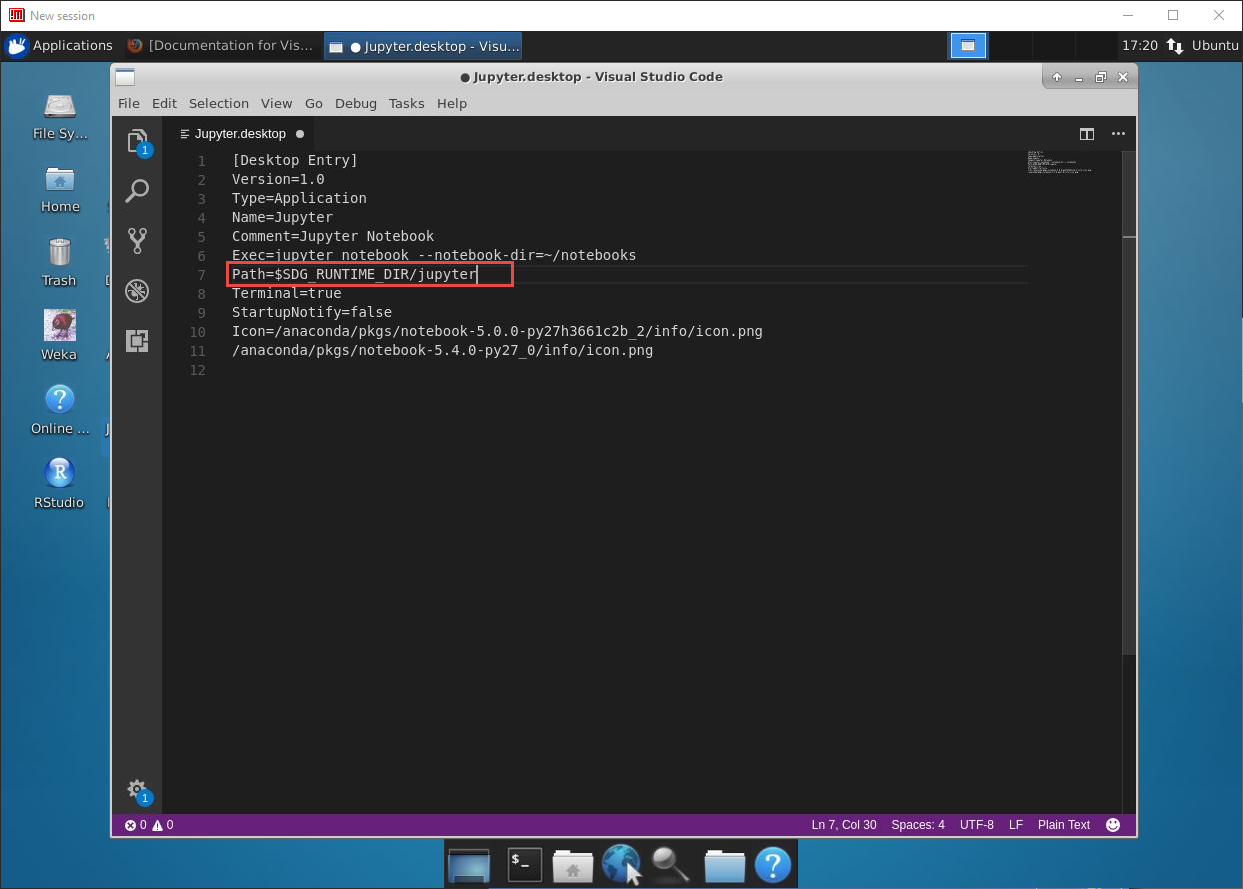 New session
Applications
[Documentation for Vis...
● Jupyter.desktop - Visu...
17:20
Ubuntu
● Jupyter.desktop - Visual Studio Code
File Edit Selection View Go Debug Tasks Help
Jupyter.desktop
1 [Desktop Entry]
2 Version=1.0
3 Type=Application
4 Name=Jupyter
5 Comment=Jupyter Notebook
6 Exec=jupyter notebook --notebook-dir=~/notebooks
7 Path=$SDG_RUNTIME_DIR/jupyter
8 Terminal=true
9 StartupNotify=false
10 Icon=/anaconda/pkgs/notebook-5.0.0-py27h3661c2b_2/info/icon.png
11 /anaconda/pkgs/notebook-5.4.0-py27_0/info/icon.png
12
File Sy...
Home
Trash
Weka
Online ...
R
RStudio
1
1
0 0
Ln 7, Col 30 Spaces: 4 UTF-8 LF Plain Text
$_